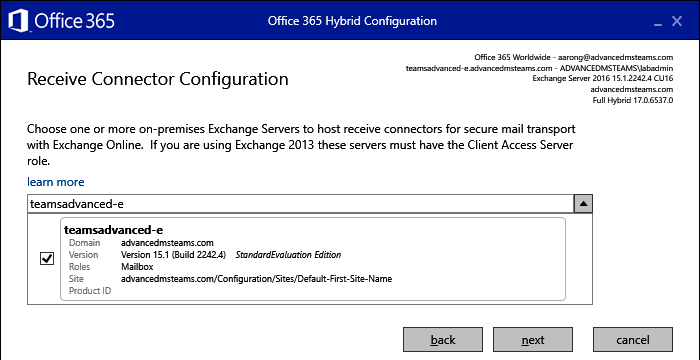 Office 365
Office 365 Hybrid Configuration
Office 365 Worldwide - aarong@advancedmsteams.com
teamsadvanced-e.advancedmsteams.com - ADVANCEDMSTEAMS\labadmin
Exchange Server 2016 15.1.2242.4 CU16
advancedmsteams.com
Full Hybrid 17.0.6537.0
Receive Connector Configuration
Choose one or more on-premises Exchange Servers to host receive connectors for secure mail transport
with Exchange Online.  If you are using Exchange 2013 these servers must have the Client Access Server
role.
learn more
teamsadvanced-e
teamsadvanced-e
Domain advancedmsteams.com
Version Version 15.1 (Build 2242.4) StandardEvaluation Edition
Roles Mailbox
Site advancedmsteams.com/Configuration/Sites/Default-First-Site-Name
Product ID
back next cancel